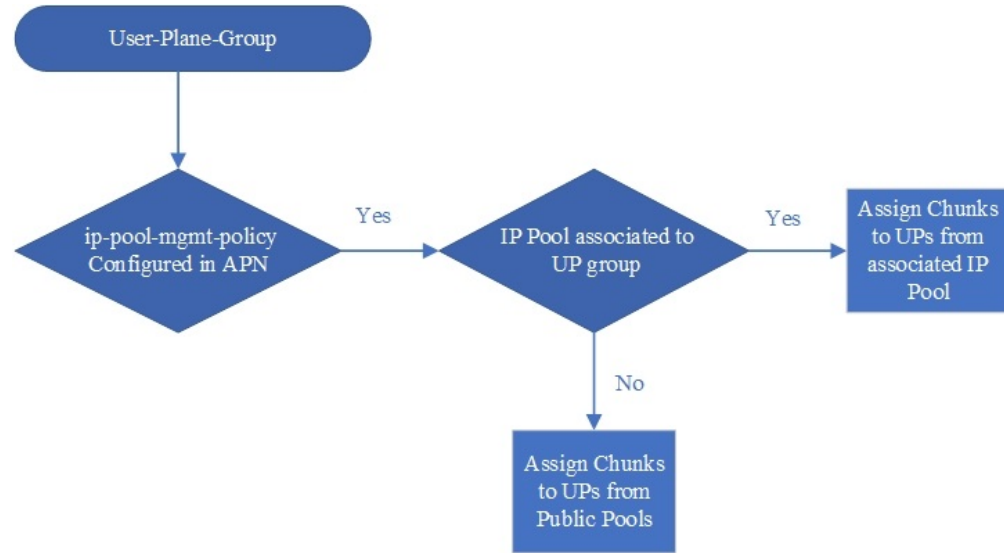 User-Plane-Group
ip-pool-mgmt-policy
Configured in APN
Yes
IP Pool associated to
UP group
Yes
Assign Chunks
to UPs from
associated IP
Pool
No
Assign Chunks
to UPs from
Public Pools